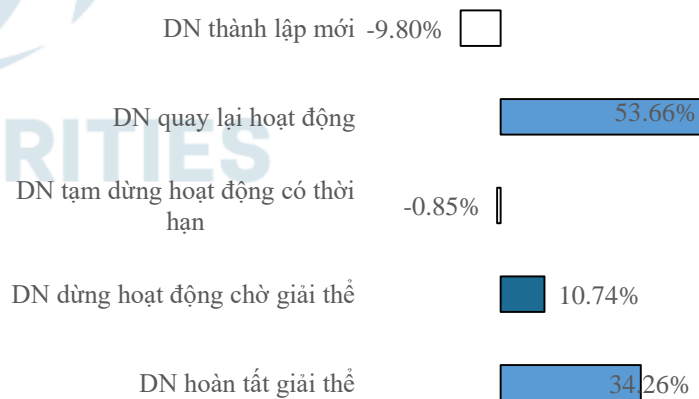 DN thành lập mới -9.80%
DN quay lại hoạt động 53.66%
RITIES
DN tạm dừng hoạt động có thời
hạn -0.85%
DN dừng hoạt động chờ giải thể 10.74%
DN hoàn tất giải thể 34.26%